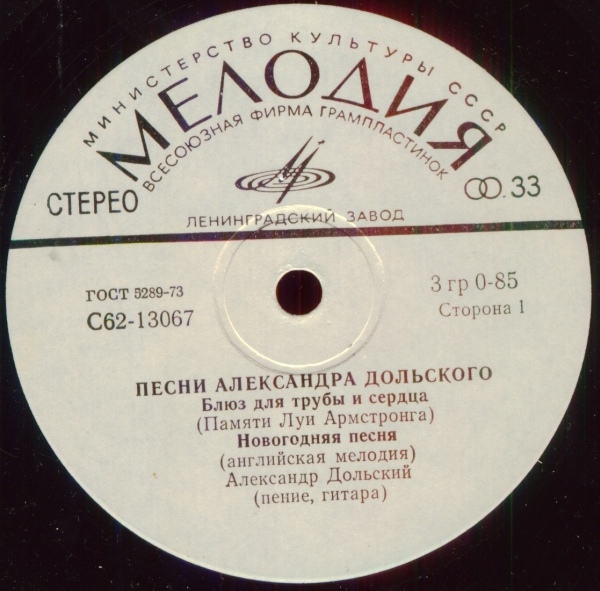 МИНИСТЕРСТВО КУЛЬТУРЫ СССР
МЕЛОДИЯ
ВСЕСОЮЗНАЯ ФИРМА ГРАМПЛАСТИНОК
СТЕРЕО
33
ЛЕНИНГРАДСКИЙ ЗАВОД
ГОСТ 5289-73
3 гр 0-85
С62-13067
Сторона 1
ПЕСНИ АЛЕКСАНДРА ДОЛЬСКОГО
Блюз для трубы и сердца
(Памяти Луи Армстронга)
Новогодняя песня
(английская мелодия)
Александр Дольский
(пение, гитара)